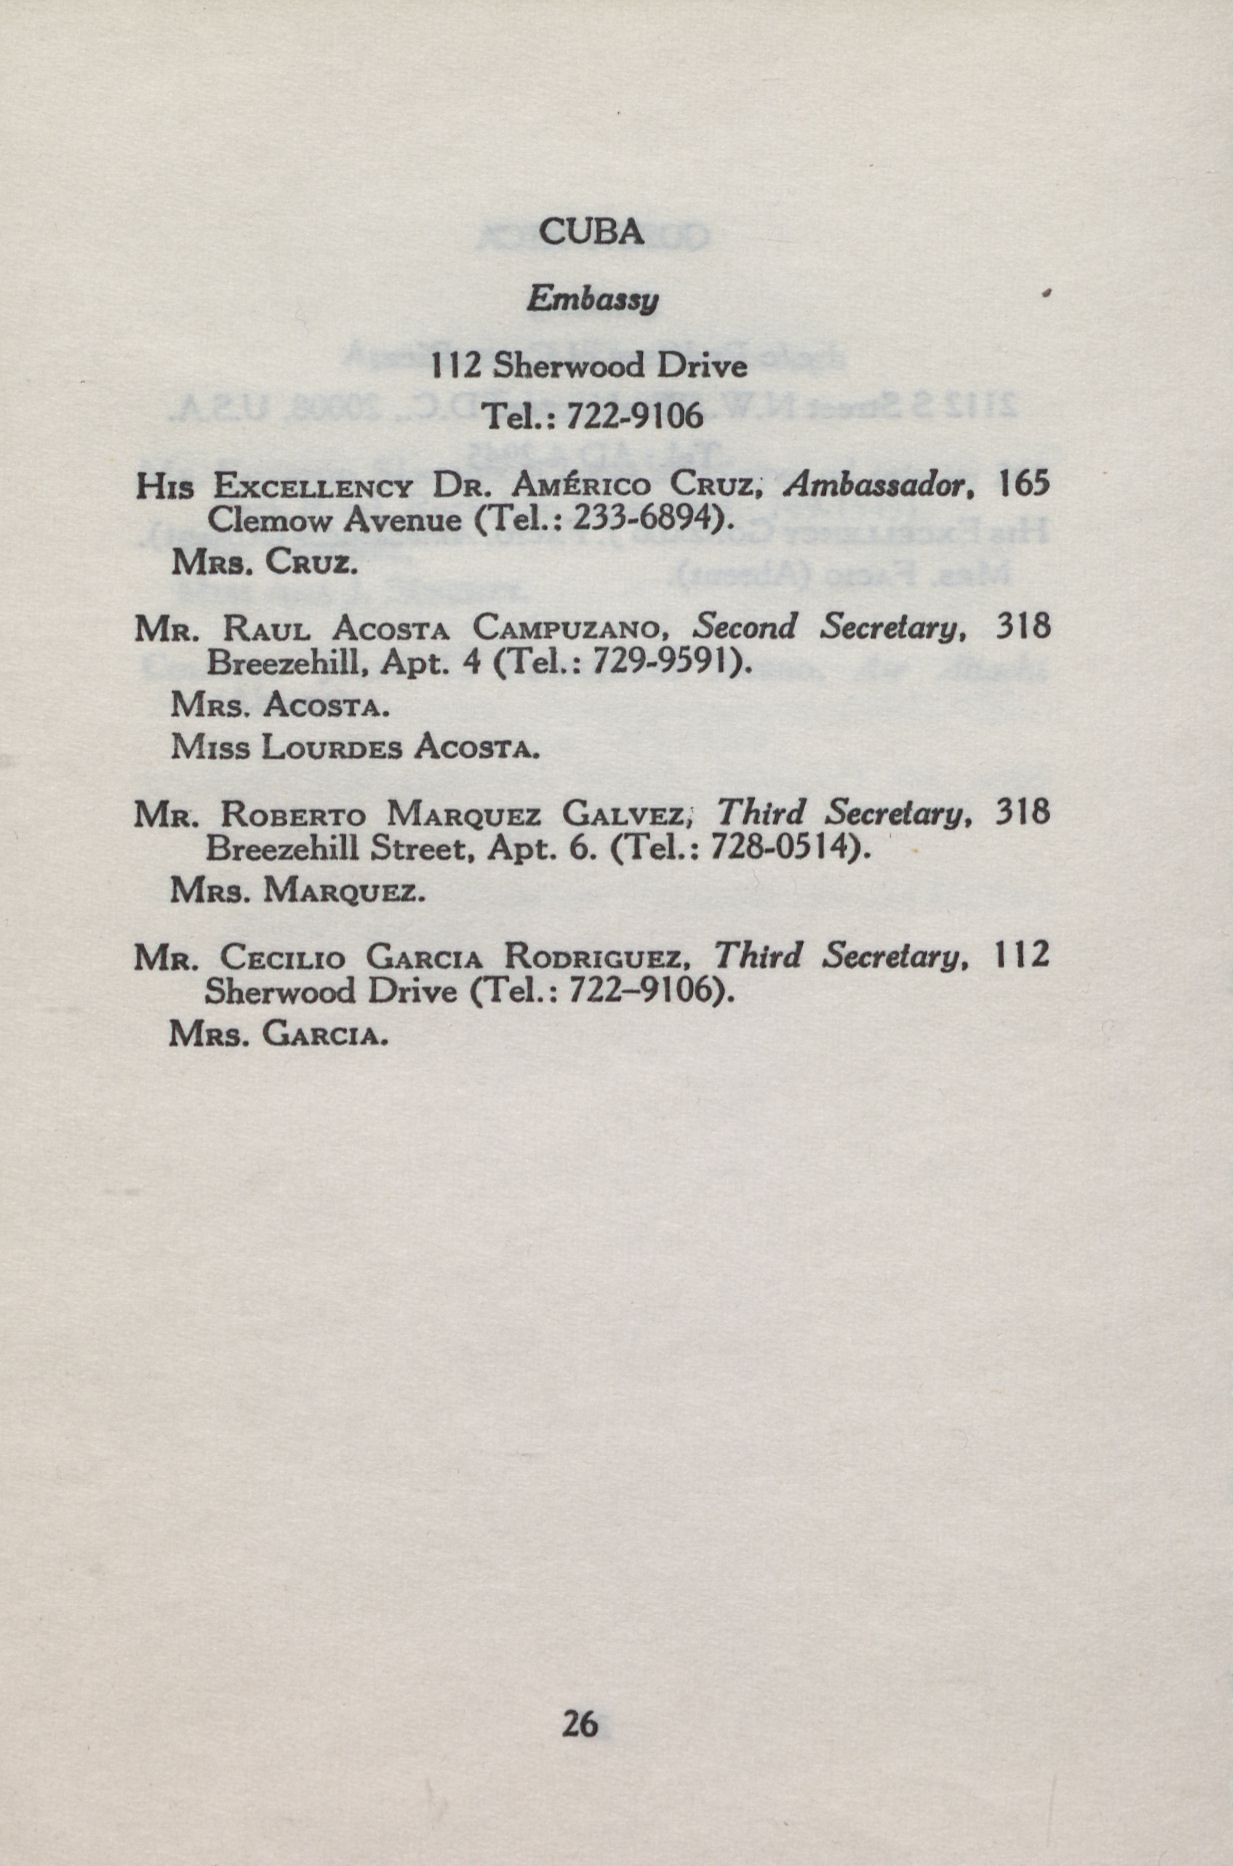 CUBA
Embassy
112 Sherwood Drive
Tel.: 722-9106
HIS EXCELLENCY DR. AMÉRICO CRUZ, Ambassador, 165
Clemow Avenue (Tel.: 233-6894).
MRS. CRUZ.
MR. RAUL ACOSTA CAMPUZANO, Second Secretary, 318
Breezehill, Apt. 4 (Tel.: 729-9591).
MRS. ACOSTA.
MISS LOURDES ACOSTA.
MR. ROBERTO MARQUEZ GALVEZ, Third Secretary, 318
Breezehill Street, Apt. 6. (Tel.: 728-0514).
MRS. MARQUEZ.
MR. CECILIO GARCIA RODRIGUEZ, Third Secretary, 112
Sherwood Drive (Tel.: 722-9106).
MRS. GARCIA.
26